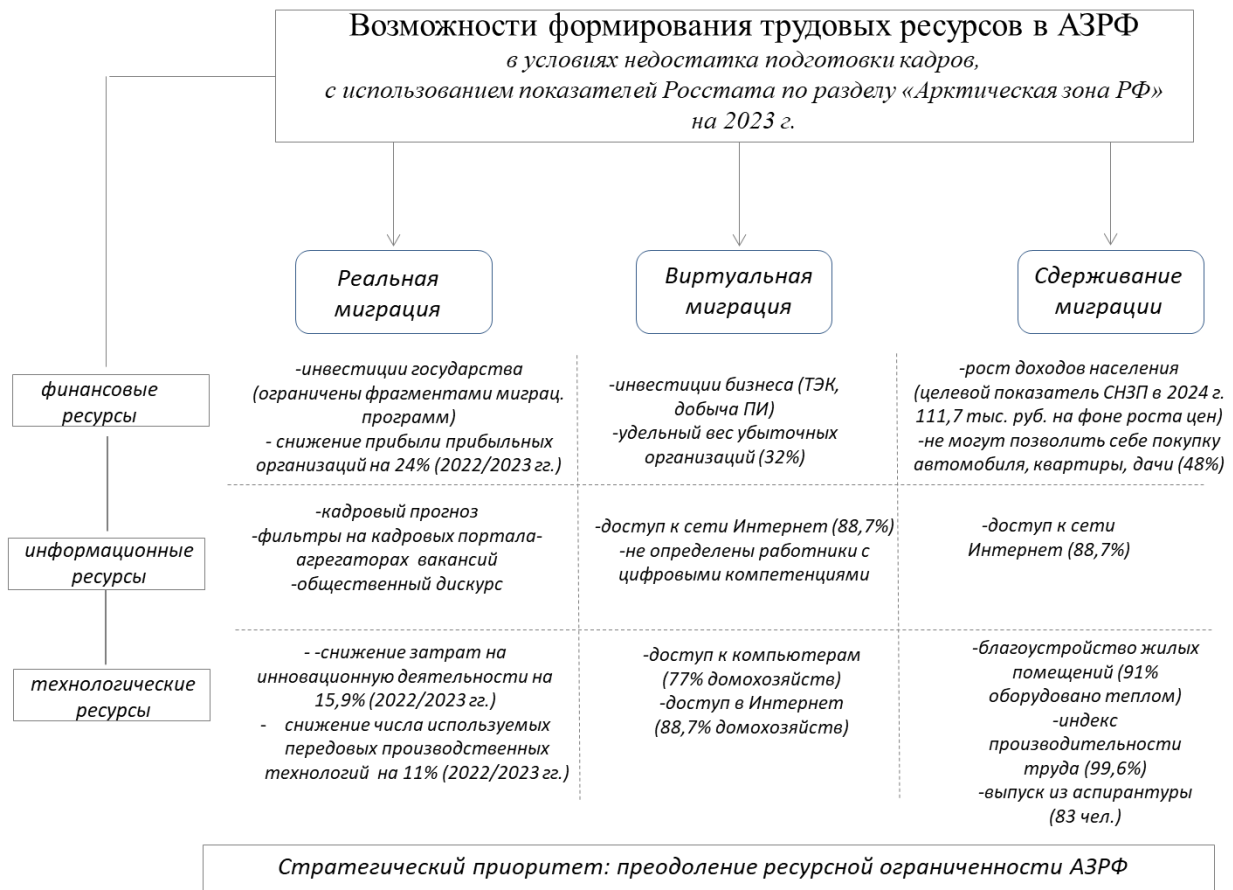 Возможности формирования трудовых ресурсов в АЗРФ
в условиях недостатка подготовки кадров,
с использованием показателей Росстата по разделу «Арктическая зона РФ»
на 2023 г.
Реальная
миграция
Виртуальная
миграция
Сдерживание
миграции
финансовые
ресурсы
-инвестиции государства
(ограничены фрагментами миграц.
программ)
- снижение прибыли прибыльных
организаций на 24% (2022/2023 гг.)
-инвестиции бизнеса (ТЭК,
добыча ПИ)
-удельный вес убыточных
организаций (32%)
-рост доходов населения
(целевой показатель СНЗП в 2024 г.
111,7 тыс. руб. на фоне роста цен)
-не могут позволить себе покупку
автомобиля, квартиры, дачи (48%)
информационные
ресурсы
-кадровый прогноз
-фильтры на кадровых портала-
агрегаторах вакансий
-общественный дискурс
-доступ к сети Интернет (88,7%)
-не определены работники с
цифровыми компетенциями
-доступ к сети
Интернет (88,7%)
технологические
ресурсы
- -снижение затрат на
инновационную деятельности на
15,9% (2022/2023 гг.)
- снижение числа используемых
передовых производственных
технологий на 11% (2022/2023 гг.)
-доступ к компьютерам
(77% домохозяйств)
-доступ в Интернет
(88,7% домохозяйств)
-благоустройство жилых
помещений (91%
оборудовано теплом)
-индекс
производительности
труда (99,6%)
-выпуск из аспирантуры
(83 чел.)
Стратегический приоритет: преодоление ресурсной ограниченности АЗРФ